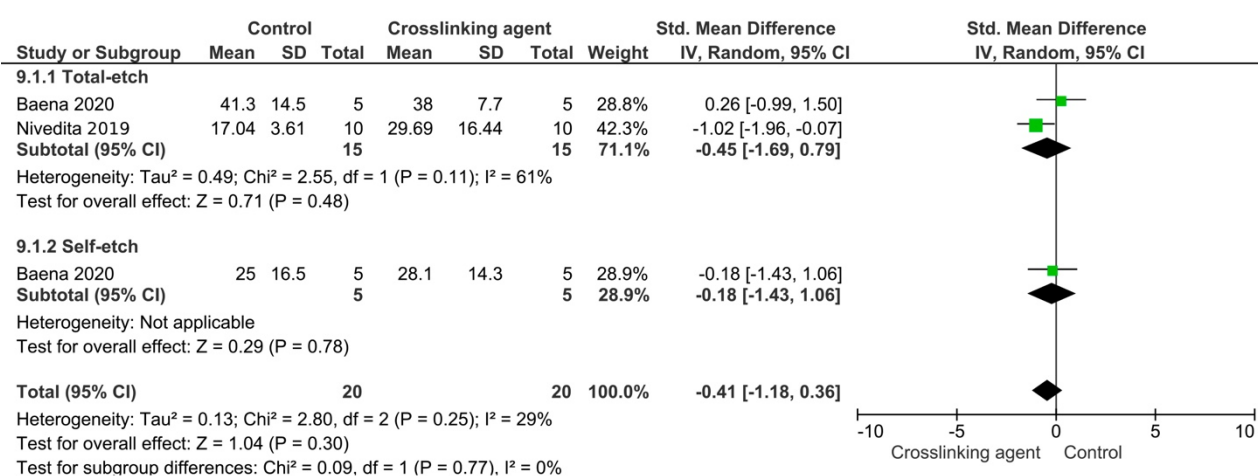 Control Crosslinking agent Std. Mean Difference Std. Mean Difference
Study or Subgroup Mean SD Total Mean SD Total Weight IV, Random, 95% CI IV, Random, 95% CI
9.1.1 Total-etch
Baena 2020 41.3 14.5 5 38 7.7 5 28.8% 0.26 [-0.99, 1.50]
Nivedita 2019 17.04 3.61 10 29.69 16.44 10 42.3% -1.02 [-1.96, -0.07]
Subtotal (95% CI) 15 15 71.1% -0.45 [-1.69, 0.79]
Heterogeneity: Tau² = 0.49; Chi² = 2.55, df = 1 (P = 0.11); I² = 61%
Test for overall effect: Z = 0.71 (P = 0.48)
9.1.2 Self-etch
Baena 2020 25 16.5 5 28.1 14.3 5 28.9% -0.18 [-1.43, 1.06]
Subtotal (95% CI) 5 5 28.9% -0.18 [-1.43, 1.06]
Heterogeneity: Not applicable
Test for overall effect: Z = 0.29 (P = 0.78)
Total (95% CI) 20 20 100.0% -0.41 [-1.18, 0.36]
Heterogeneity: Tau² = 0.13; Chi² = 2.80, df = 2 (P = 0.25); I² = 29%
Test for overall effect: Z = 1.04 (P = 0.30)
Test for subgroup differences: Chi² = 0.09, df = 1 (P = 0.77), I² = 0%
-10 -5 0 5 10
Crosslinking agent Control